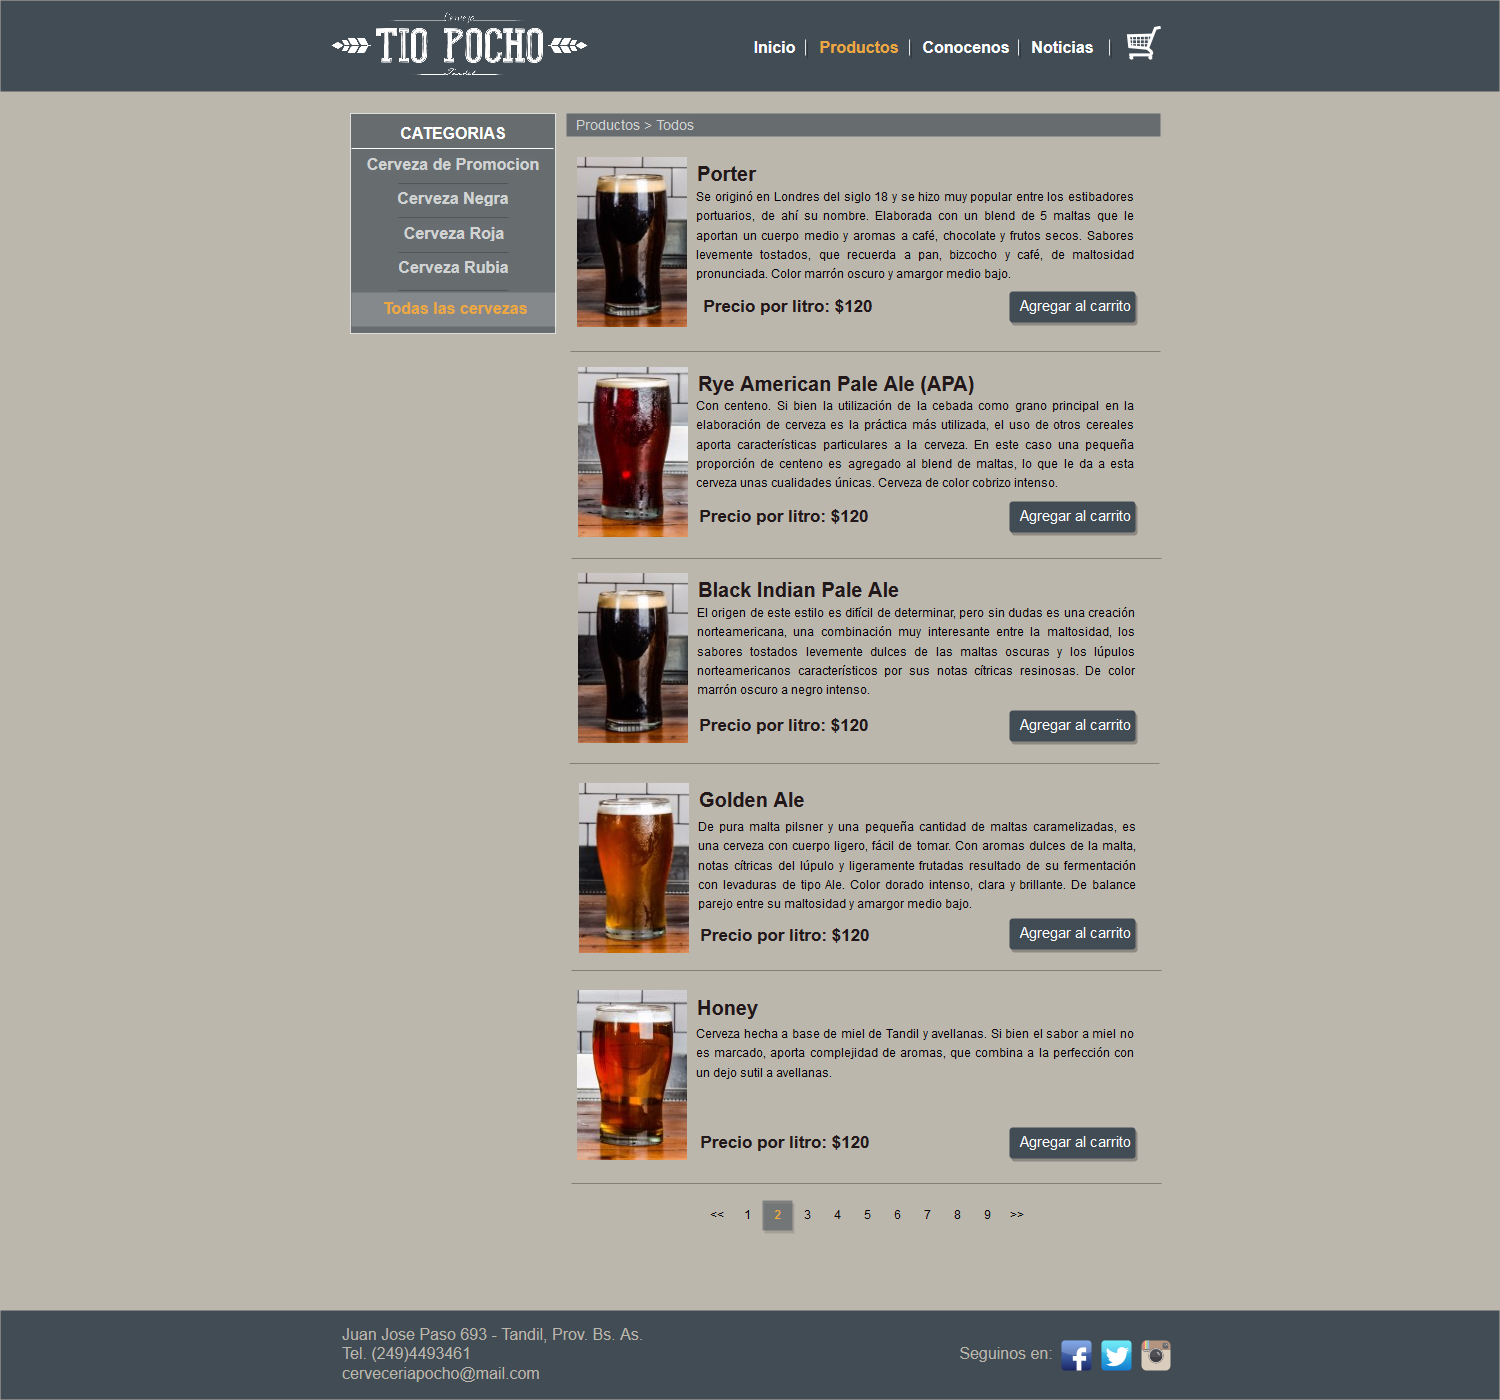 Cerveza
TIO POCHO
Tandil
Inicio | Productos | Conocenos | Noticias |
CATEGORIAS
Cerveza de Promocion
Cerveza Negra
Cerveza Roja
Cerveza Rubia
Todas las cervezas
Productos > Todos
Porter
Se originó en Londres del siglo 18 y se hizo muy popular entre los estibadores
portuarios, de ahí su nombre. Elaborada con un blend de 5 maltas que le
aportan un cuerpo medio y aromas a café, chocolate y frutos secos. Sabores
levemente tostados, que recuerda a pan, bizcocho y café, de maltosidad
pronunciada. Color marrón oscuro y amargor medio bajo.
Precio por litro: $120
Agregar al carrito
Rye American Pale Ale (APA)
Con centeno. Si bien la utilización de la cebada como grano principal en la
elaboración de cerveza es la práctica más utilizada, el uso de otros cereales
aporta características particulares a la cerveza. En este caso una pequeña
proporción de centeno es agregado al blend de maltas, lo que le da a esta
cerveza unas cualidades únicas. Cerveza de color cobrizo intenso.
Precio por litro: $120
Agregar al carrito
Black Indian Pale Ale
El origen de este estilo es difícil de determinar, pero sin dudas es una creación
norteamericana, una combinación muy interesante entre la maltosidad, los
sabores tostados levemente dulces de las maltas oscuras y los lúpulos
norteamericanos característicos por sus notas cítricas resinosas. De color
marrón oscuro a negro intenso.
Precio por litro: $120
Agregar al carrito
Golden Ale
De pura malta pilsner y una pequeña cantidad de maltas caramelizadas, es
una cerveza con cuerpo ligero, fácil de tomar. Con aromas dulces de la malta,
notas cítricas del lúpulo y ligeramente frutadas resultado de su fermentación
con levaduras de tipo Ale. Color dorado intenso, clara y brillante. De balance
parejo entre su maltosidad y amargor medio bajo.
Precio por litro: $120
Agregar al carrito
Honey
Cerveza hecha a base de miel de Tandil y avellanas. Si bien el sabor a miel no
es marcado, aporta complejidad de aromas, que combina a la perfección con
un dejo sutil a avellanas.
Precio por litro: $120
Agregar al carrito
<< 1 2 3 4 5 6 7 8 9 >>
Juan Jose Paso 693 - Tandil, Prov. Bs. As.
Tel. (249)4493461
cerveceriapocho@mail.com
Seguinos en: